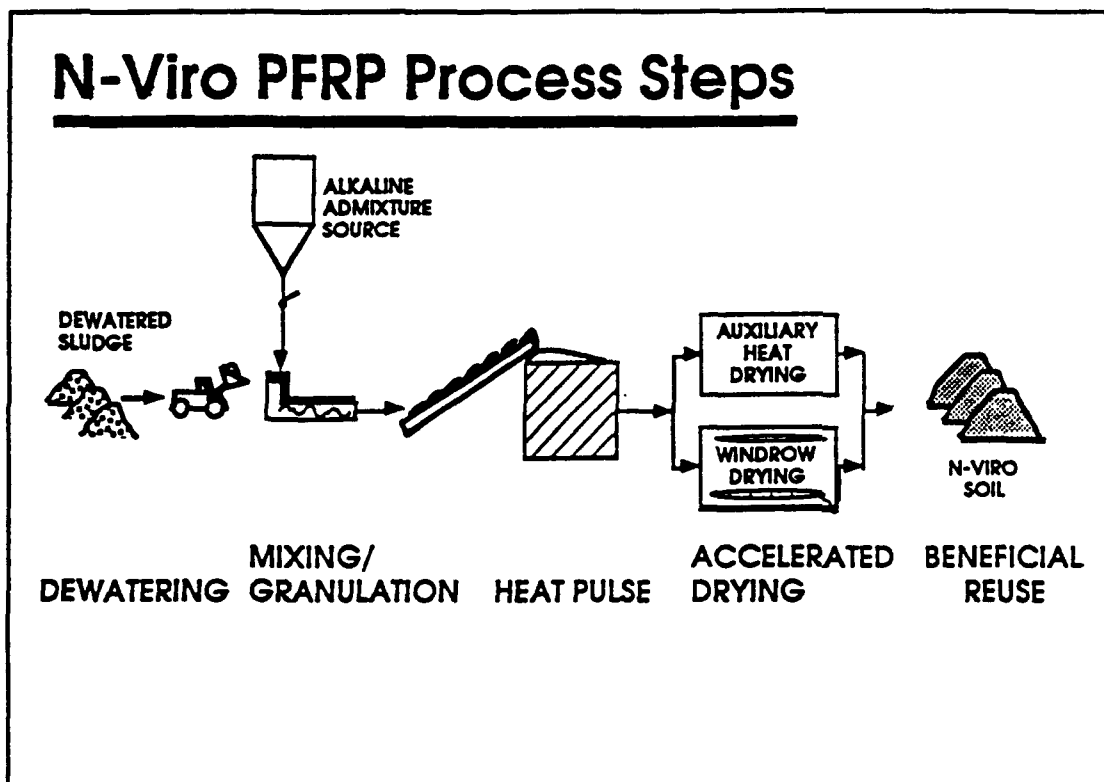 N-Viro PFRP Process Steps
ALKALINE
ADMIXTURE
SOURCE
DEWATERED
SLUDGE
AUXILIARY
HEAT
DRYING
WINDROW
DRYING
N-VIRO
SOIL
DEWATERING
MIXING/
GRANULATION
HEAT PULSE
ACCELERATED
DRYING
BENEFICIAL
REUSE